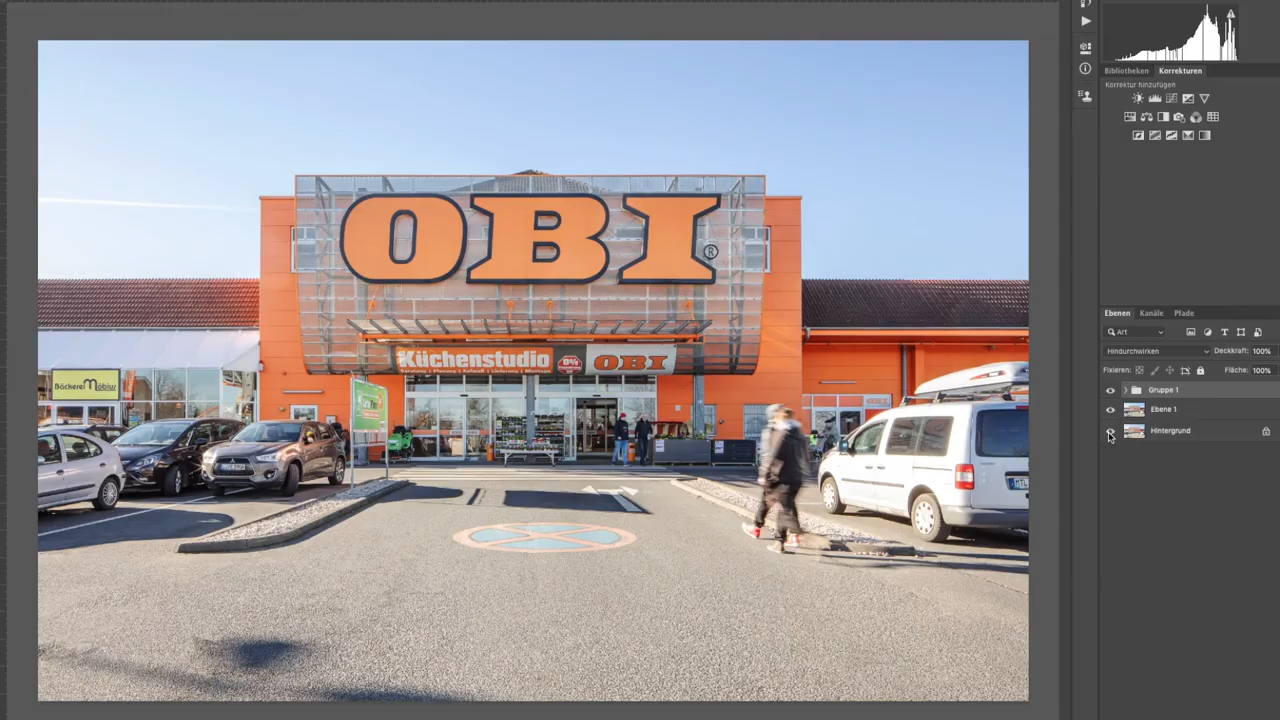 Bibliotheken Korrekturen
Korrektur hinzufügen
OBI
®
Küchenstudio
OBI
Bäckerei Möbius
Ebenen Kanäle Pfade
Art
Hindurchwirken Deckkraft: 100%
Fixieren: Fläche: 100%
Gruppe 1
Ebene 1
Hintergrund